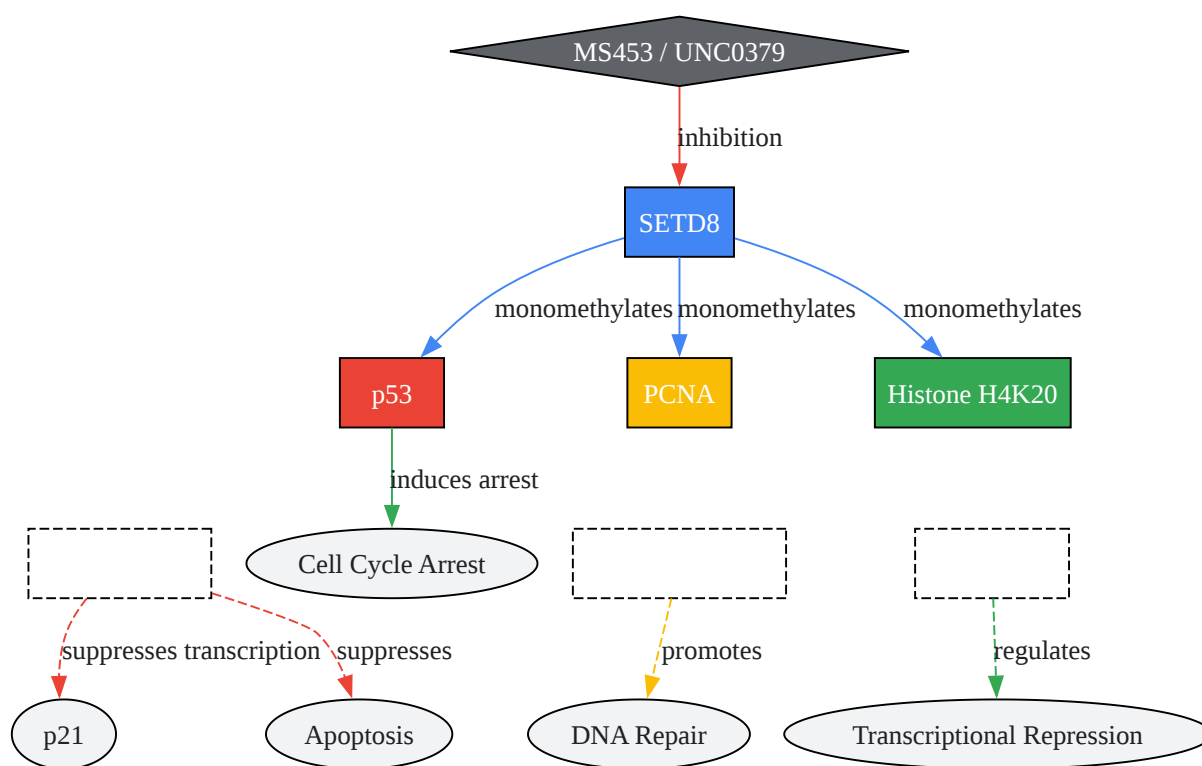 MS453 / UNC0379
inhibition
SETD8
monomethylates
monomethylates
monomethylates
p53
PCNA
Histone H4K20
induces arrest
Cell Cycle Arrest
suppresses transcription
suppresses
promotes
regulates
p21
Apoptosis
DNA Repair
Transcriptional Repression